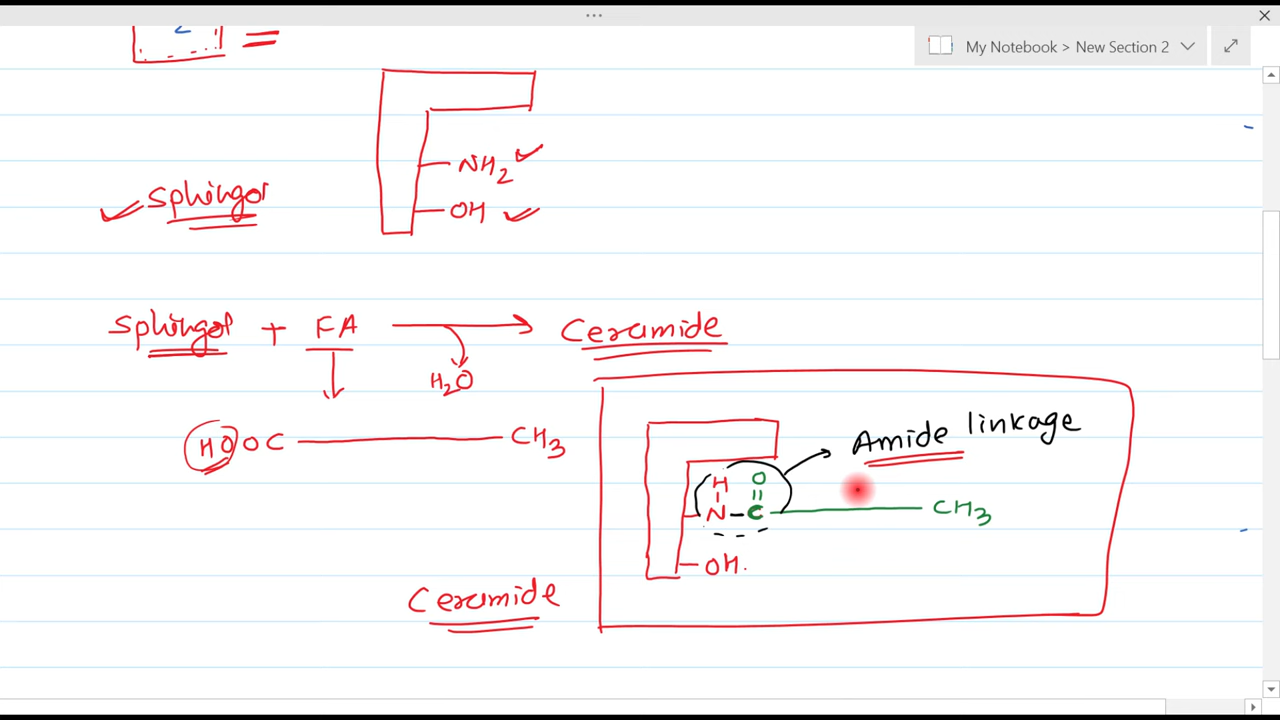 2 =
My Notebook > New Section 2
NH2
Sphingol
OH
Sphingol + FA → Ceramide
H2O
HOOC — CH3
Amide linkage
H O
N – C — CH3
OH.
Ceramide